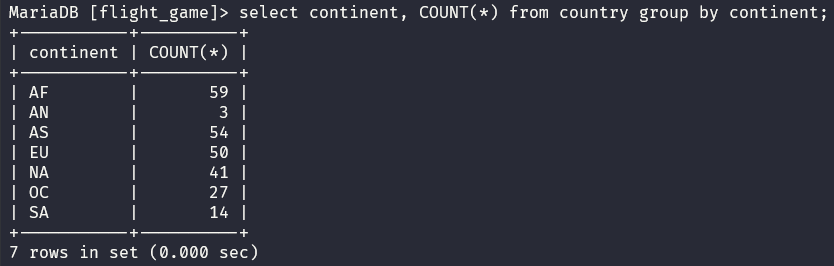 MariaDB [flight_game]> select continent, COUNT(*) from country group by continent;
+-----------+----------+
| continent | COUNT(*) |
+-----------+----------+
| AF        |       59 |
| AN        |        3 |
| AS        |       54 |
| EU        |       50 |
| NA        |       41 |
| OC        |       27 |
| SA        |       14 |
+-----------+----------+
7 rows in set (0.000 sec)